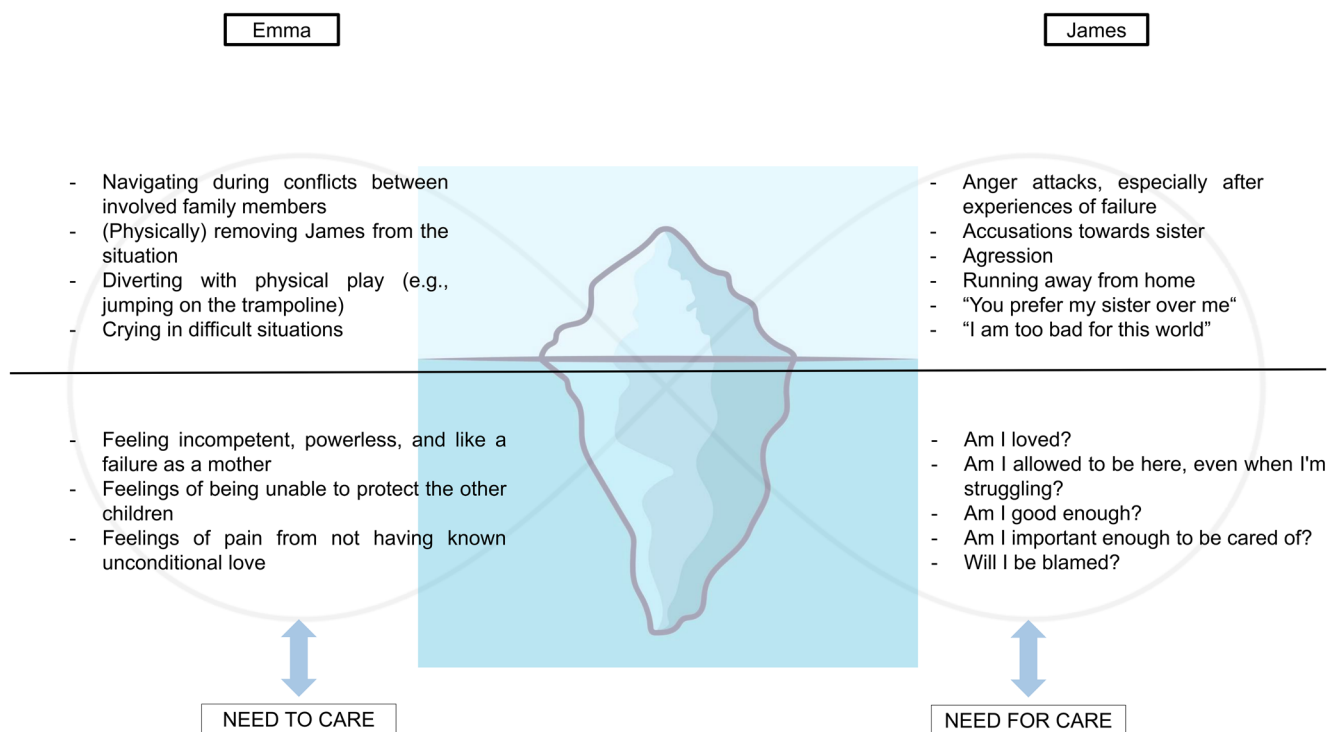 Emma
James
- Navigating during conflicts between
involved family members
- (Physically) removing James from the
situation
- Diverting with physical play (e.g.,
jumping on the trampoline)
- Crying in difficult situations
- Anger attacks, especially after
experiences of failure
- Accusations towards sister
- Agression
- Running away from home
- “You prefer my sister over me“
- “I am too bad for this world”
- Feeling incompetent, powerless, and like a
failure as a mother
- Feelings of being unable to protect the other
children
- Feelings of pain from not having known
unconditional love
- Am I loved?
- Am I allowed to be here, even when I'm
struggling?
- Am I good enough?
- Am I important enough to be cared of?
- Will I be blamed?
NEED TO CARE
NEED FOR CARE